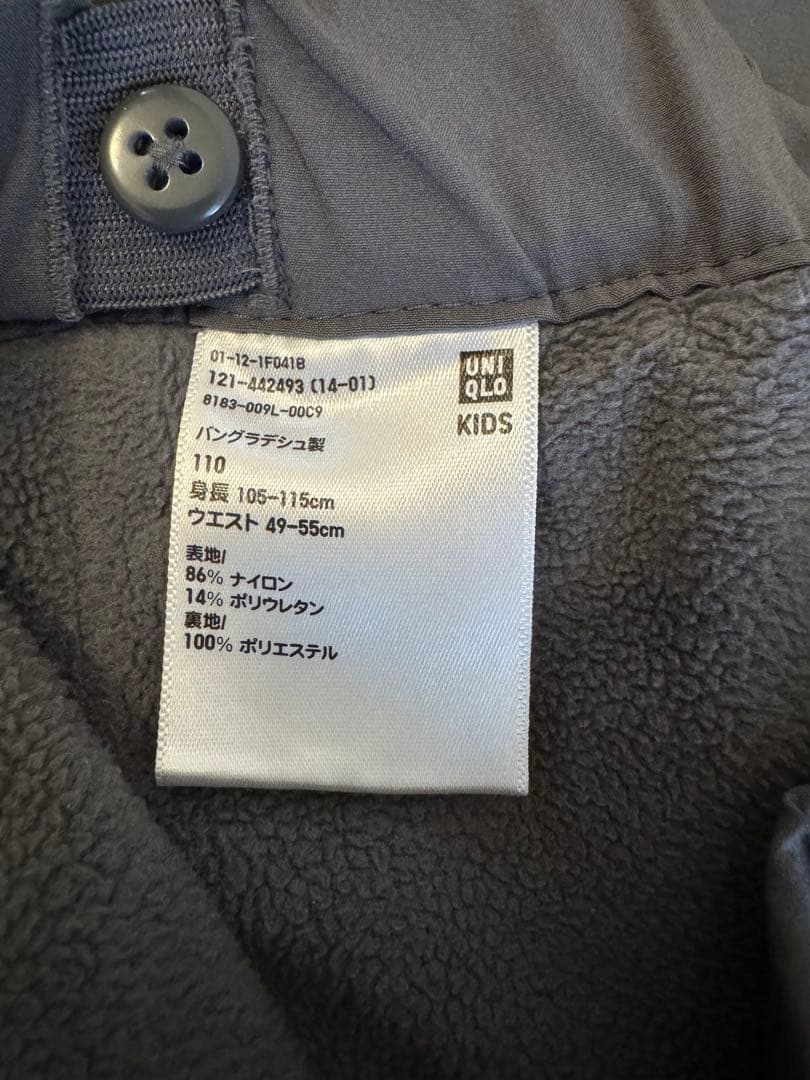 01-12-1F041B
121-442493 (14-01)
8183-009L-00C9
UNI
QLO
KIDS
バングラデシュ製
110
身長 105-115cm
ウエスト 49-55cm
表地/
86% ナイロン
14% ポリウレタン
裏地/
100% ポリエステル